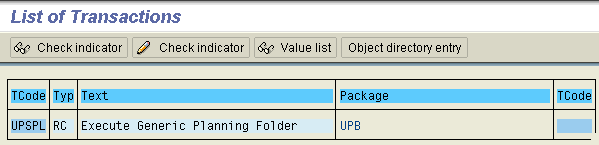 List of Transactions
Check indicator Check indicator Value list Object directory entry
TCode Typ Text Package TCode
UPSPL RC Execute Generic Planning Folder UPB